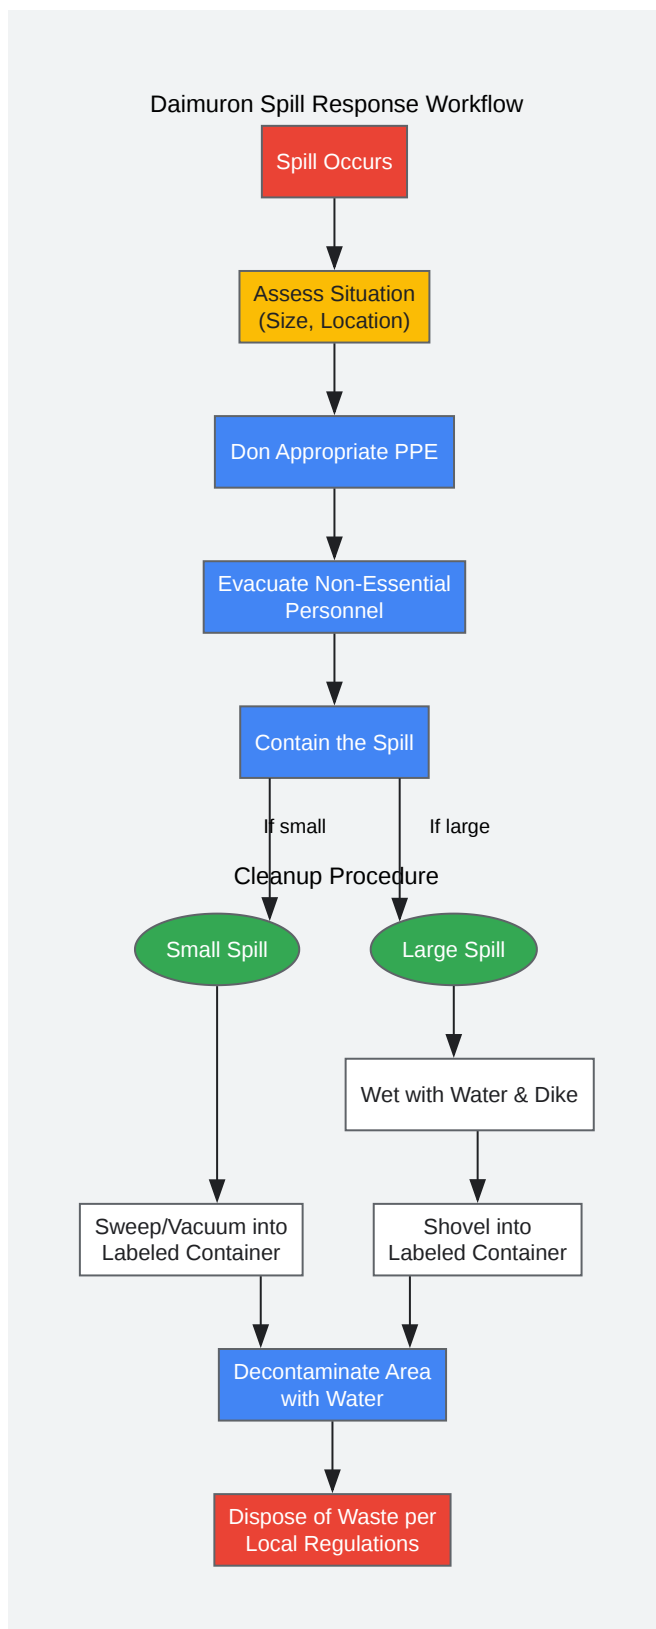 Daimuron Spill Response Workflow
Spill Occurs
Assess Situation
(Size, Location)
Don Appropriate PPE
Evacuate Non-Essential
Personnel
Contain the Spill
If small
If large
Cleanup Procedure
Small Spill
Large Spill
Wet with Water & Dike
Sweep/Vacuum into
Labeled Container
Shovel into
Labeled Container
Decontaminate Area
with Water
Dispose of Waste per
Local Regulations